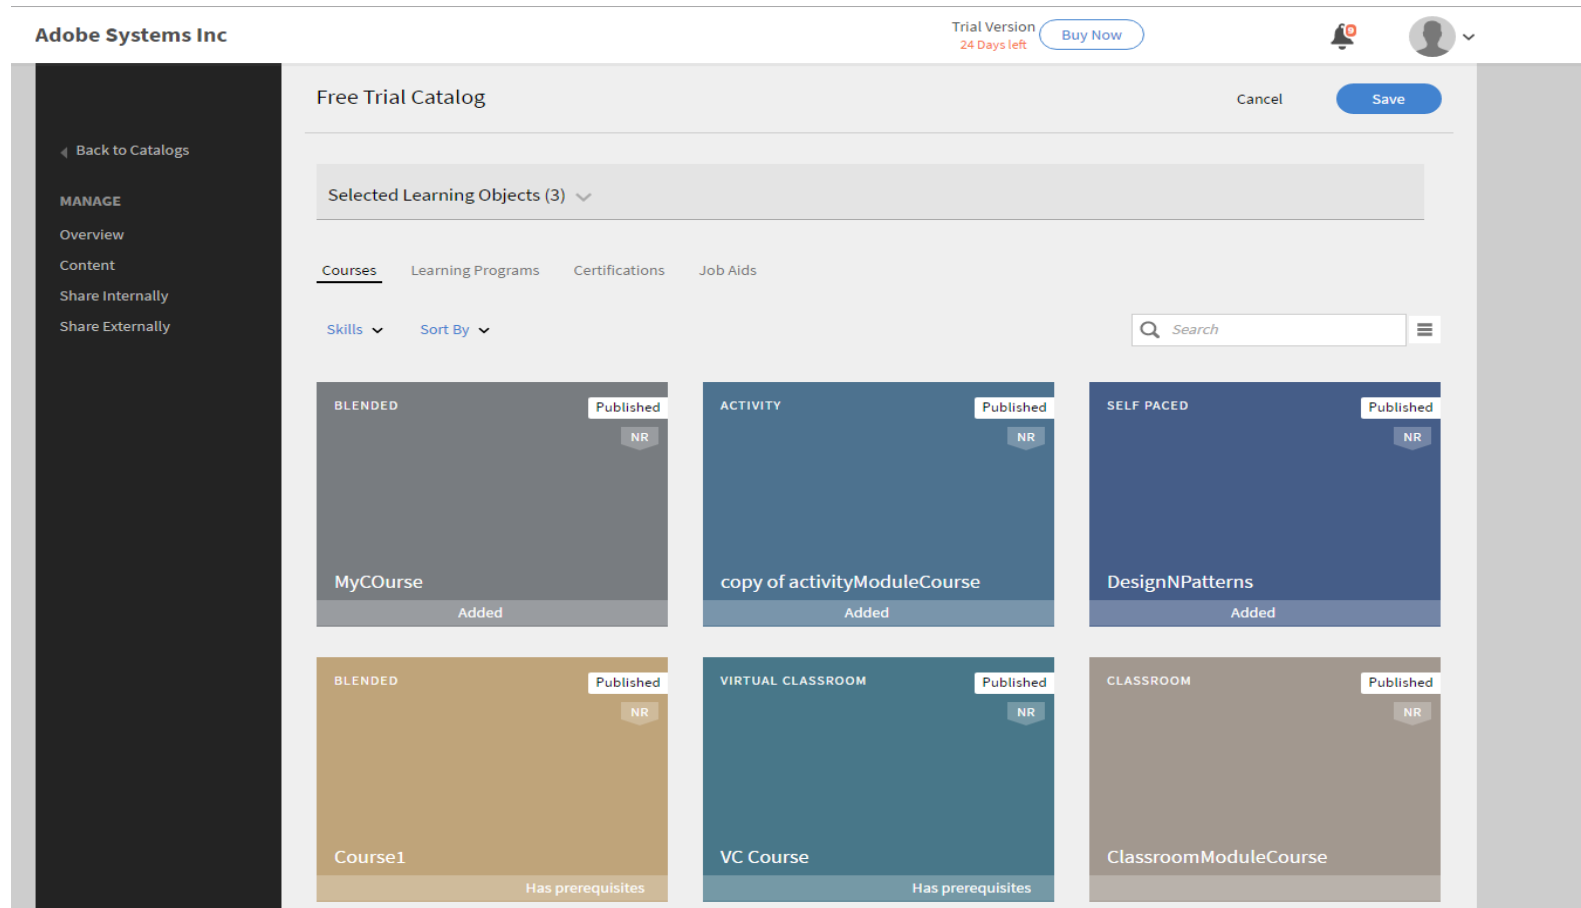 Adobe Systems Inc
Trial Version
24 Days left
Buy Now
9
Free Trial Catalog
Cancel
Save
Back to Catalogs
MANAGE
Overview
Content
Share Internally
Share Externally
Selected Learning Objects (3)
Courses
Learning Programs
Certifications
Job Aids
Skills
Sort By
Search
BLENDED
Published
NR
MyCOurse
Added
ACTIVITY
Published
NR
copy of activityModuleCourse
Added
SELF PACED
Published
NR
DesignNPatterns
Added
BLENDED
Published
NR
Course1
Has prerequisites
VIRTUAL CLASSROOM
Published
NR
VC Course
Has prerequisites
CLASSROOM
Published
NR
ClassroomModuleCourse